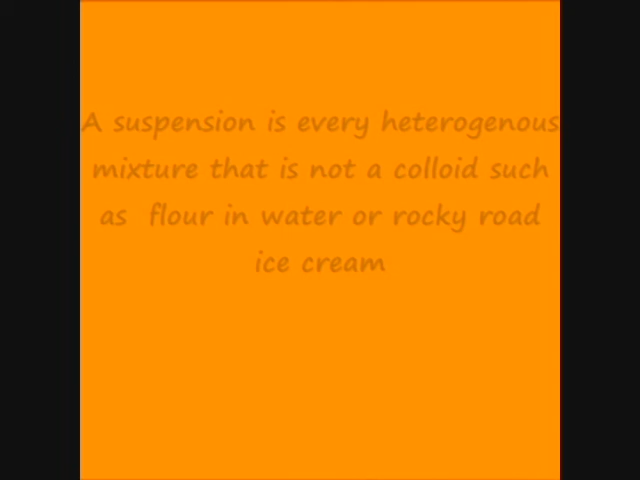 A suspension is every heterogenous
mixture that is not a colloid such
as flour in water or rocky road
ice cream